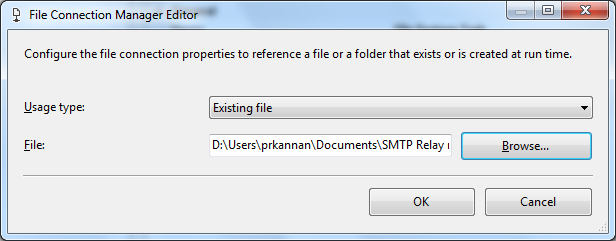 File Connection Manager Editor
Configure the file connection properties to reference a file or a folder that exists or is created at run time.
Usage type:
Existing file
File:
D:\Users\prkannan\Documents\SMTP Relay
Browse...
OK
Cancel